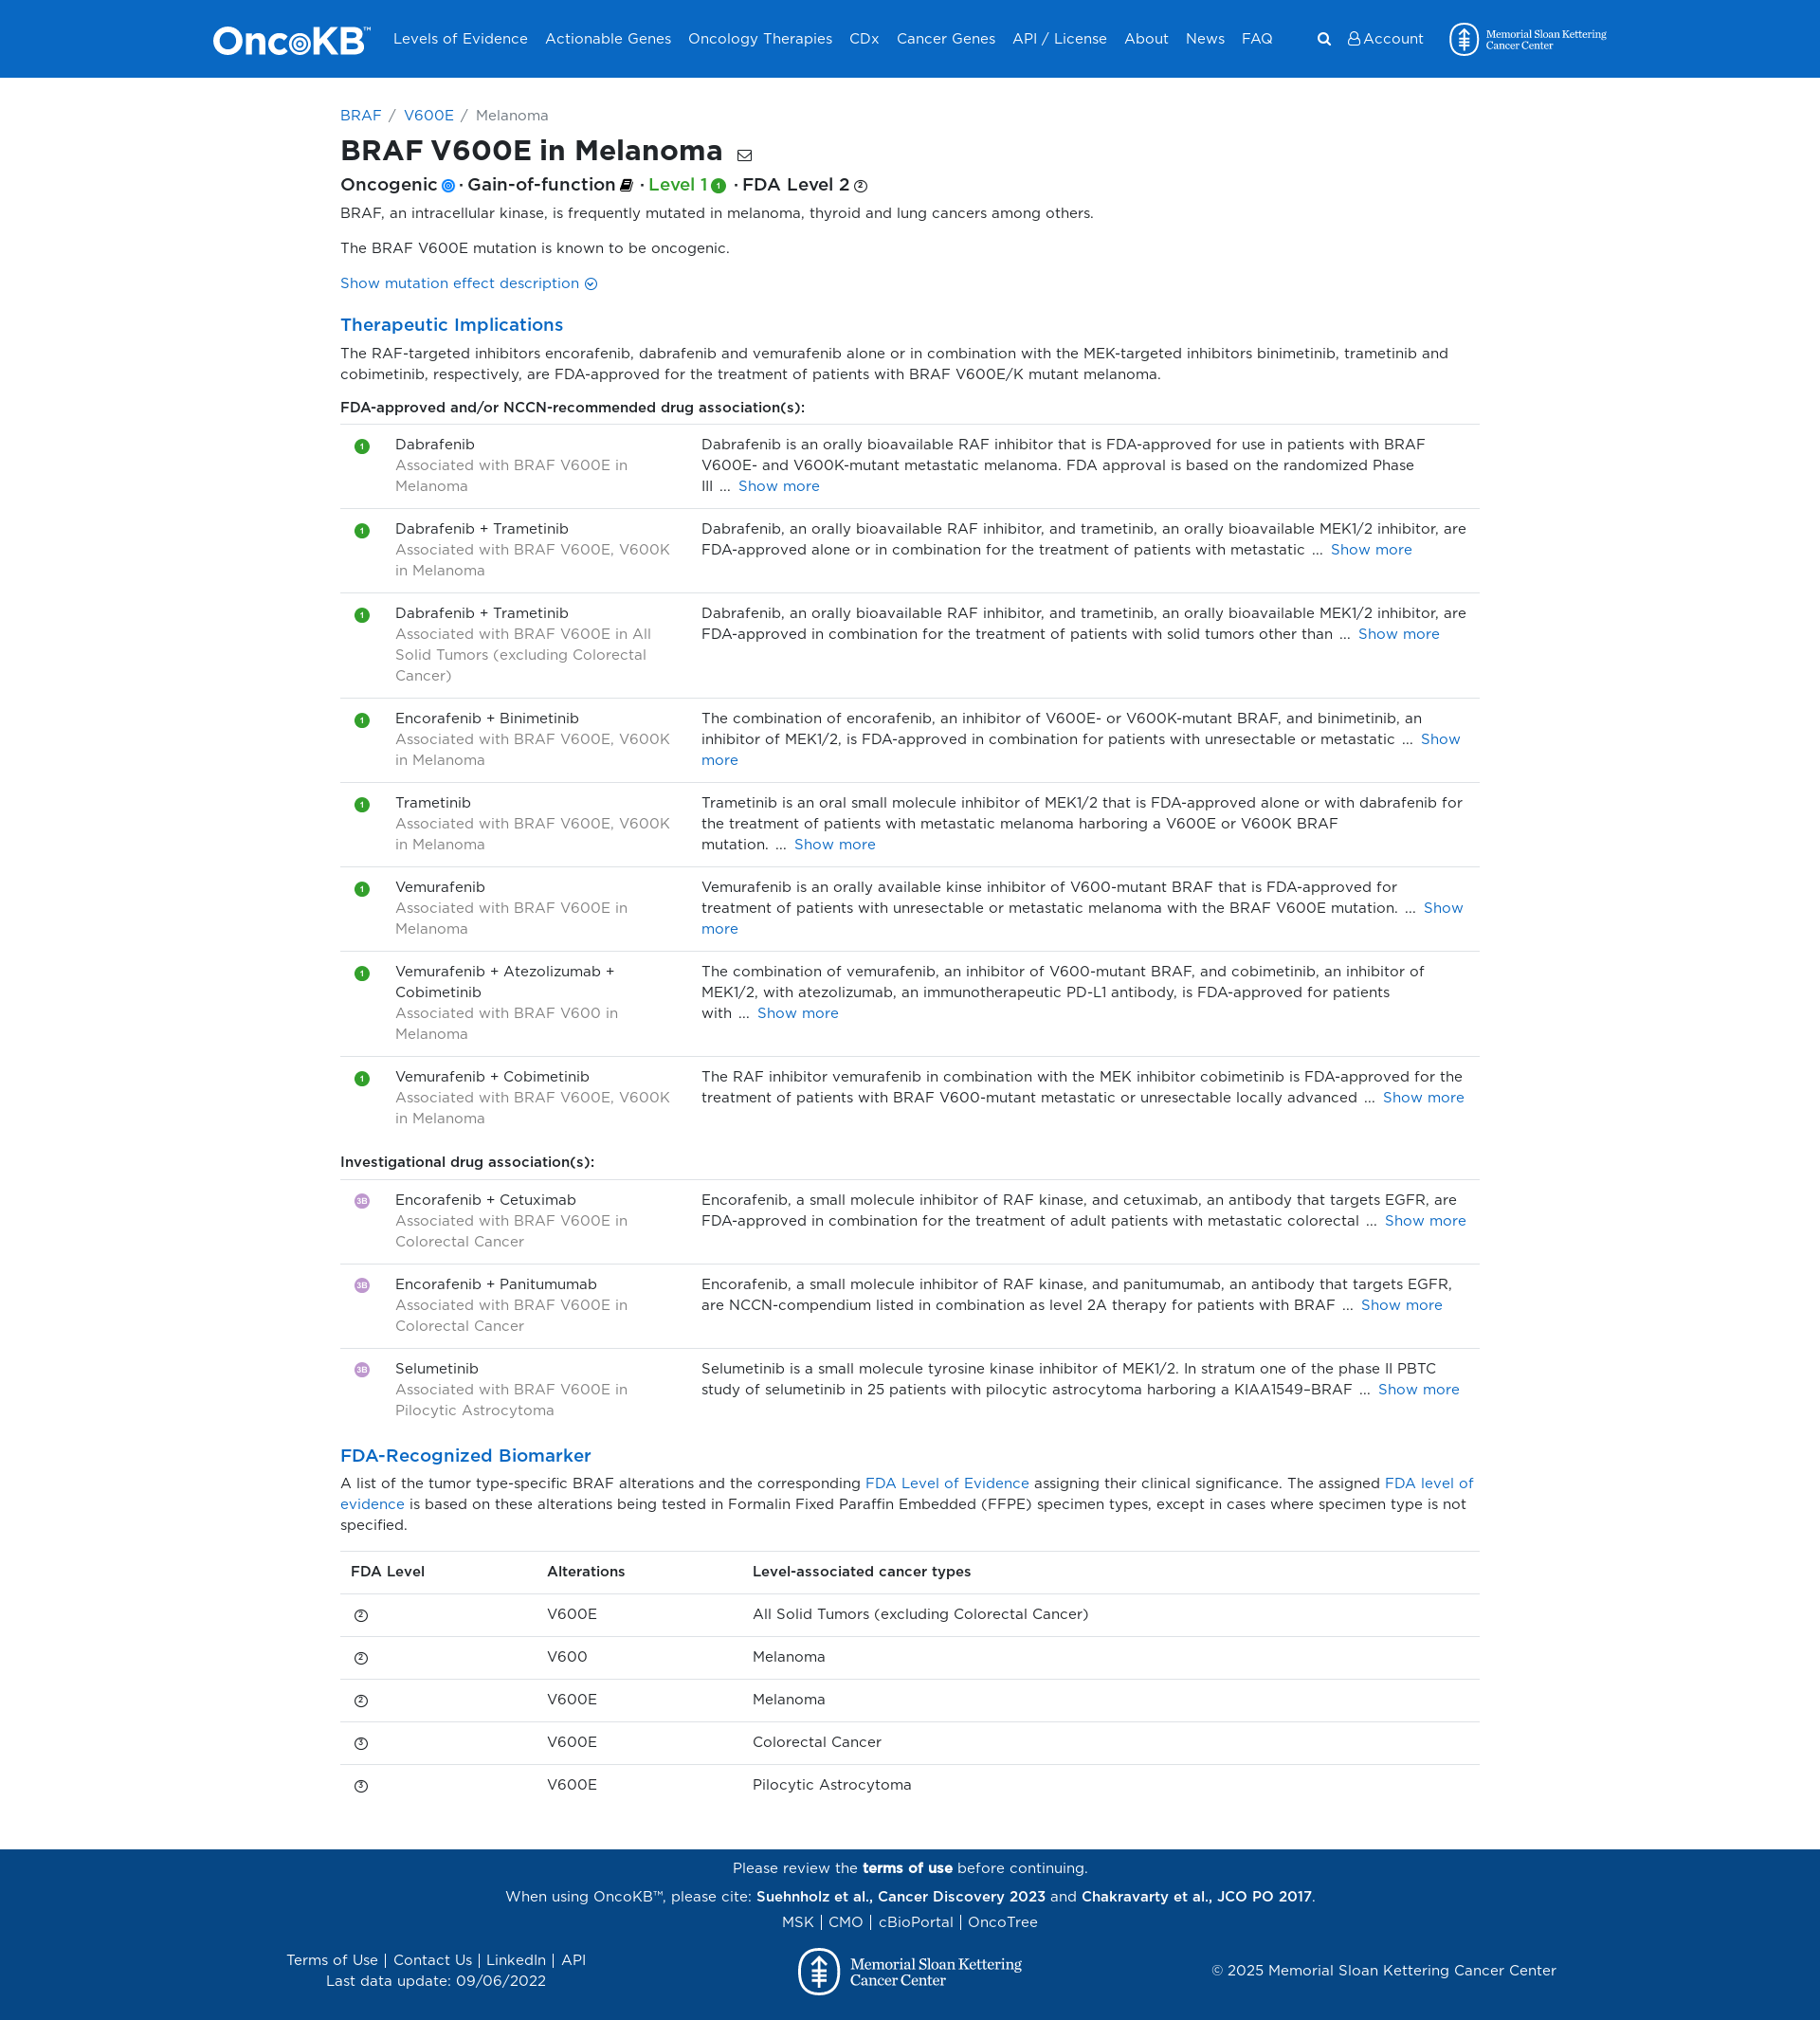 OncoKB™ Levels of Evidence Actionable Genes Oncology Therapies CDx Cancer Genes API / License About News FAQ Account Memorial Sloan Kettering
Cancer Center
BRAF / V600E / Melanoma
BRAF V600E in Melanoma
Oncogenic · Gain-of-function · Level 1 1 · FDA Level 2 2
BRAF, an intracellular kinase, is frequently mutated in melanoma, thyroid and lung cancers among others.
The BRAF V600E mutation is known to be oncogenic.
Show mutation effect description
Therapeutic Implications
The RAF-targeted inhibitors encorafenib, dabrafenib and vemurafenib alone or in combination with the MEK-targeted inhibitors binimetinib, trametinib and
cobimetinib, respectively, are FDA-approved for the treatment of patients with BRAF V600E/K mutant melanoma.
FDA-approved and/or NCCN-recommended drug association(s):
1 Dabrafenib
Associated with BRAF V600E in
Melanoma
Dabrafenib is an orally bioavailable RAF inhibitor that is FDA-approved for use in patients with BRAF
V600E- and V600K-mutant metastatic melanoma. FDA approval is based on the randomized Phase
III ... Show more
1 Dabrafenib + Trametinib
Associated with BRAF V600E, V600K
in Melanoma
Dabrafenib, an orally bioavailable RAF inhibitor, and trametinib, an orally bioavailable MEK1/2 inhibitor, are
FDA-approved alone or in combination for the treatment of patients with metastatic ... Show more
1 Dabrafenib + Trametinib
Associated with BRAF V600E in All
Solid Tumors (excluding Colorectal
Cancer)
Dabrafenib, an orally bioavailable RAF inhibitor, and trametinib, an orally bioavailable MEK1/2 inhibitor, are
FDA-approved in combination for the treatment of patients with solid tumors other than ... Show more
1 Encorafenib + Binimetinib
Associated with BRAF V600E, V600K
in Melanoma
The combination of encorafenib, an inhibitor of V600E- or V600K-mutant BRAF, and binimetinib, an
inhibitor of MEK1/2, is FDA-approved in combination for patients with unresectable or metastatic ... Show
more
1 Trametinib
Associated with BRAF V600E, V600K
in Melanoma
Trametinib is an oral small molecule inhibitor of MEK1/2 that is FDA-approved alone or with dabrafenib for
the treatment of patients with metastatic melanoma harboring a V600E or V600K BRAF
mutation. ... Show more
1 Vemurafenib
Associated with BRAF V600E in
Melanoma
Vemurafenib is an orally available kinse inhibitor of V600-mutant BRAF that is FDA-approved for
treatment of patients with unresectable or metastatic melanoma with the BRAF V600E mutation. ... Show
more
1 Vemurafenib + Atezolizumab +
Cobimetinib
Associated with BRAF V600 in
Melanoma
The combination of vemurafenib, an inhibitor of V600-mutant BRAF, and cobimetinib, an inhibitor of
MEK1/2, with atezolizumab, an immunotherapeutic PD-L1 antibody, is FDA-approved for patients
with ... Show more
1 Vemurafenib + Cobimetinib
Associated with BRAF V600E, V600K
in Melanoma
The RAF inhibitor vemurafenib in combination with the MEK inhibitor cobimetinib is FDA-approved for the
treatment of patients with BRAF V600-mutant metastatic or unresectable locally advanced ... Show more
Investigational drug association(s):
3B Encorafenib + Cetuximab
Associated with BRAF V600E in
Colorectal Cancer
Encorafenib, a small molecule inhibitor of RAF kinase, and cetuximab, an antibody that targets EGFR, are
FDA-approved in combination for the treatment of adult patients with metastatic colorectal ... Show more
3B Encorafenib + Panitumumab
Associated with BRAF V600E in
Colorectal Cancer
Encorafenib, a small molecule inhibitor of RAF kinase, and panitumumab, an antibody that targets EGFR,
are NCCN-compendium listed in combination as level 2A therapy for patients with BRAF ... Show more
3B Selumetinib
Associated with BRAF V600E in
Pilocytic Astrocytoma
Selumetinib is a small molecule tyrosine kinase inhibitor of MEK1/2. In stratum one of the phase II PBTC
study of selumetinib in 25 patients with pilocytic astrocytoma harboring a KIAA1549–BRAF ... Show more
FDA-Recognized Biomarker
A list of the tumor type-specific BRAF alterations and the corresponding FDA Level of Evidence assigning their clinical significance. The assigned FDA level of
evidence is based on these alterations being tested in Formalin Fixed Paraffin Embedded (FFPE) specimen types, except in cases where specimen type is not
specified.
FDA Level Alterations Level-associated cancer types
2 V600E All Solid Tumors (excluding Colorectal Cancer)
2 V600 Melanoma
2 V600E Melanoma
3 V600E Colorectal Cancer
3 V600E Pilocytic Astrocytoma
Please review the terms of use before continuing.
When using OncoKB™, please cite: Suehnholz et al., Cancer Discovery 2023 and Chakravarty et al., JCO PO 2017.
MSK | CMO | cBioPortal | OncoTree
Terms of Use | Contact Us | LinkedIn | API
Last data update: 09/06/2022
Memorial Sloan Kettering
Cancer Center
© 2025 Memorial Sloan Kettering Cancer Center